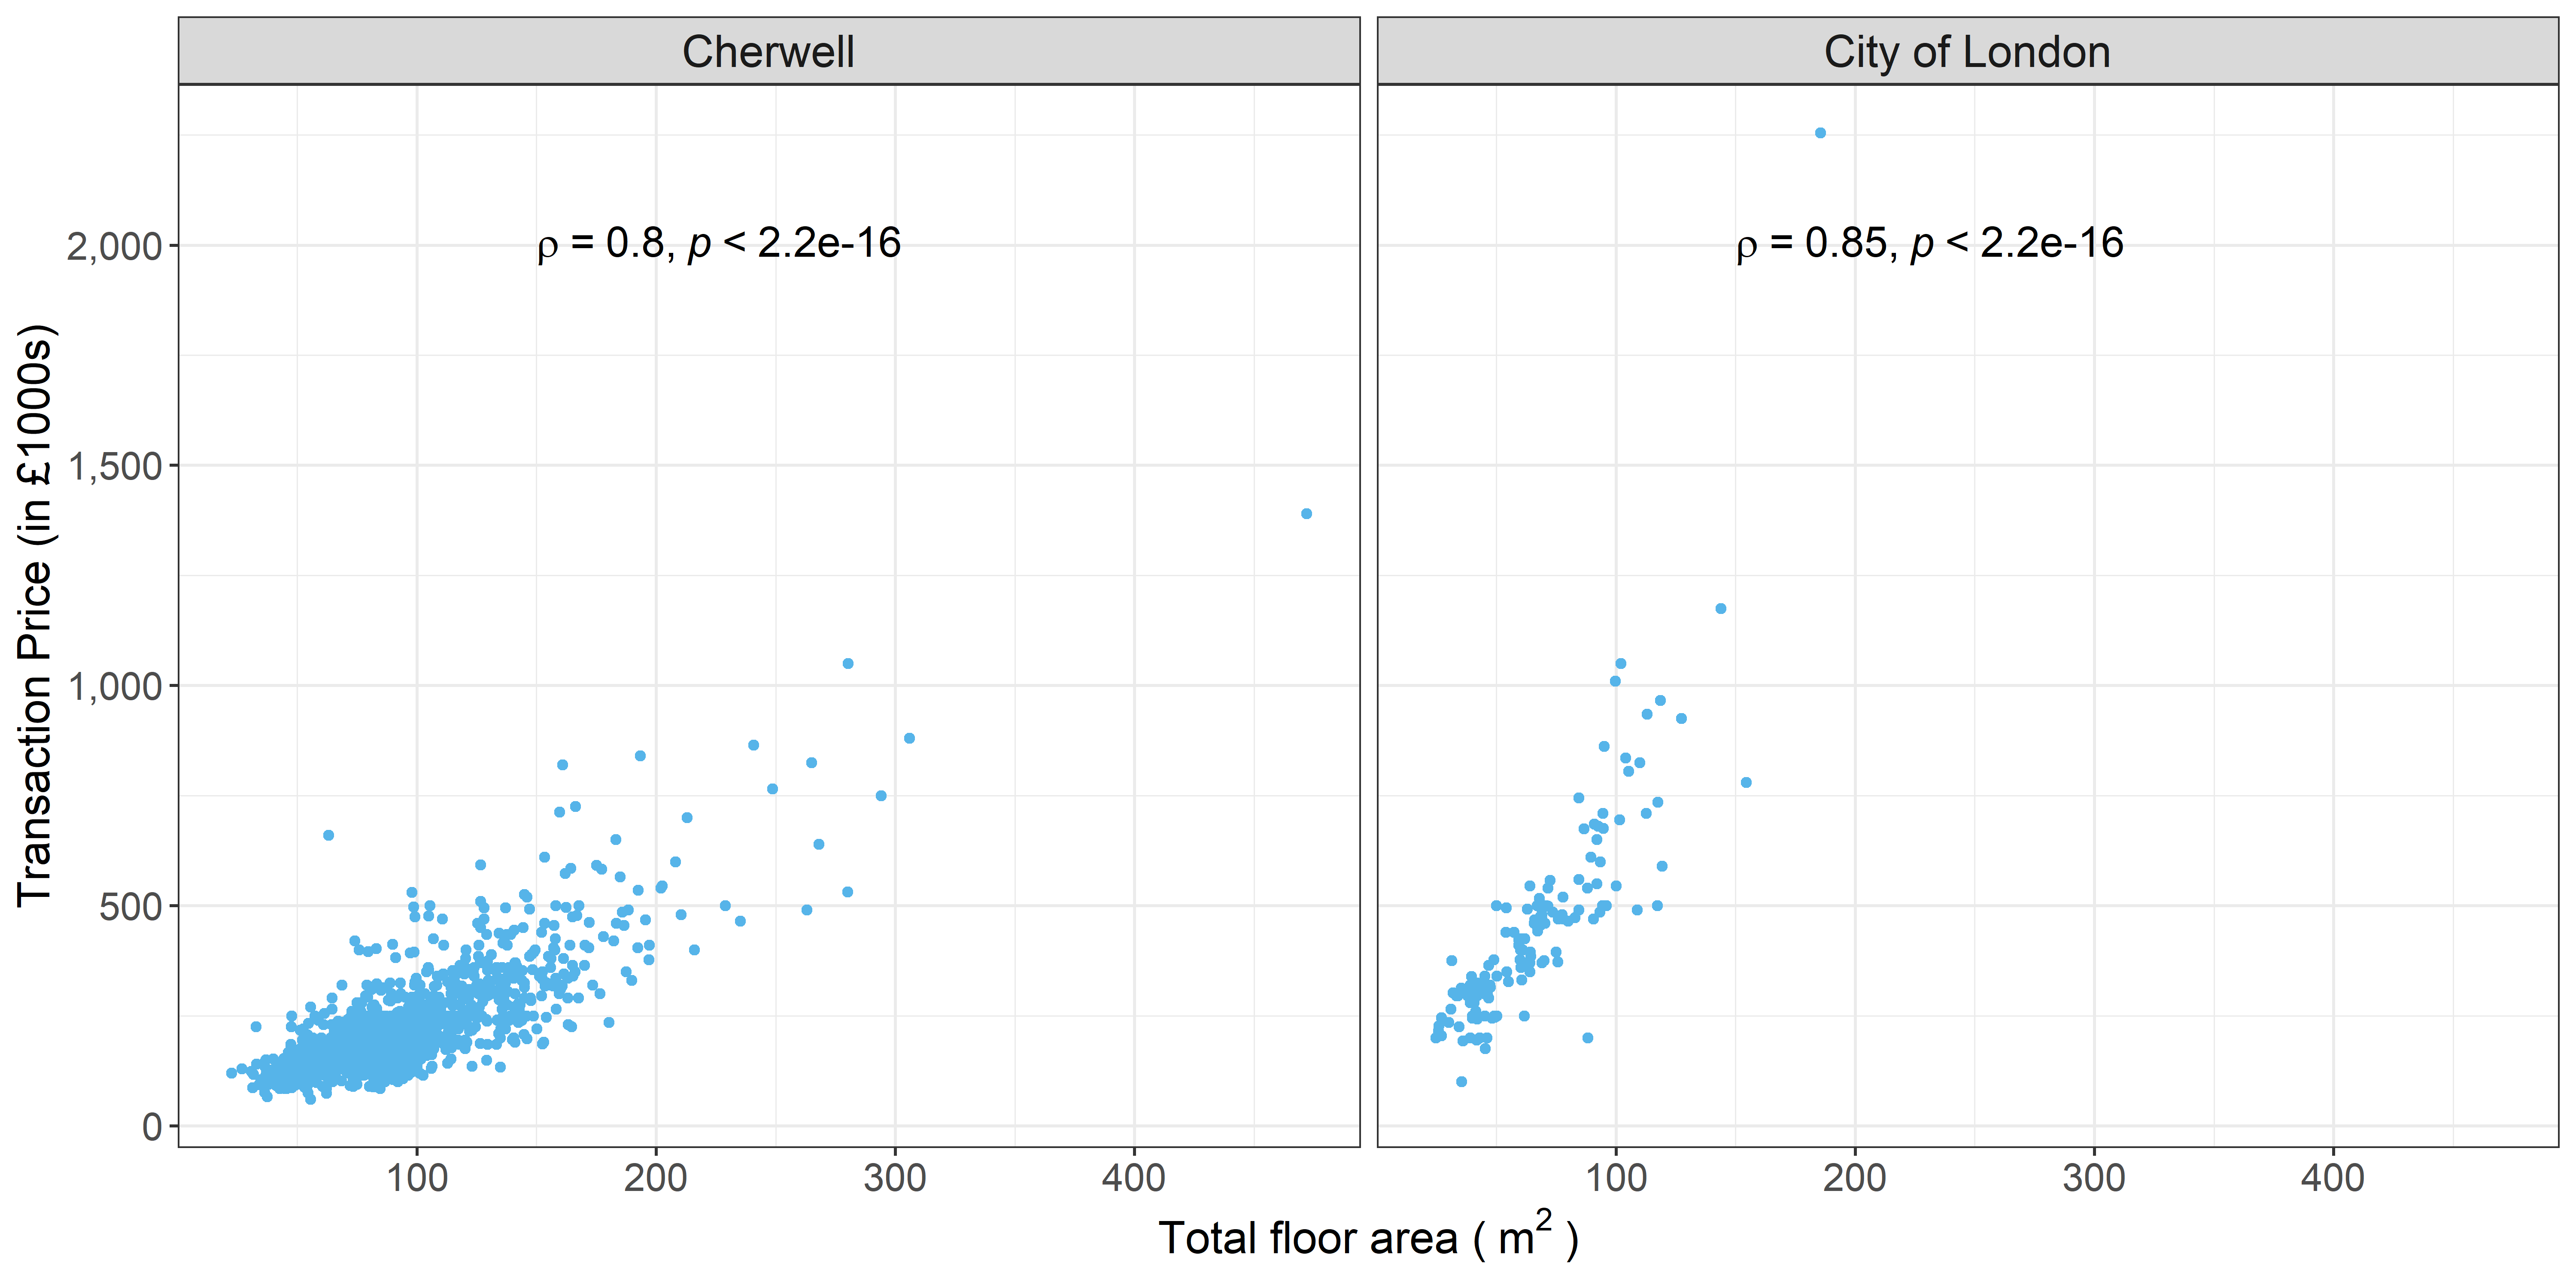 Cherwell
City of London
ρ = 0.8, p < 2.2e-16
ρ = 0.85, p < 2.2e-16
Transaction Price (in £1000s)
2,000
1,500
1,000
500
0
100 200 300 400
100 200 300 400
Total floor area ( m² )